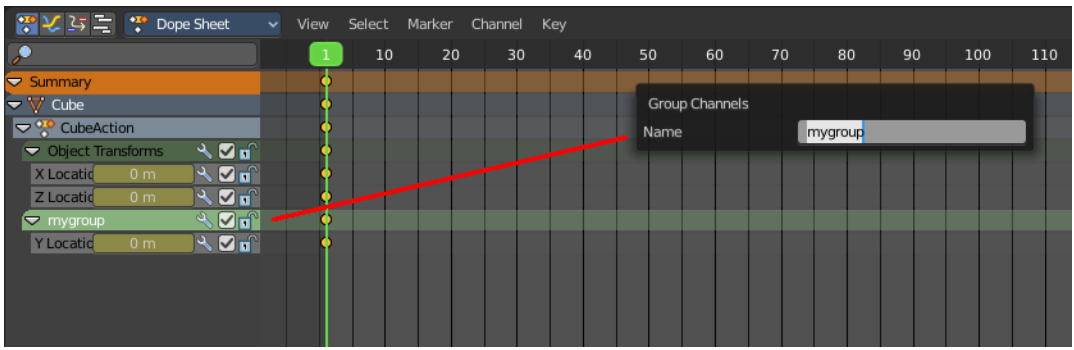 Dope Sheet View Select Marker Channel Key
1 10 20 30 40 50 60 70 80 90 100 110
Summary
Cube
Group Channels
CubeAction
Name mygroup
Object Transforms
X Locatio 0 m
Z Locatio 0 m
mygroup
Y Locatio 0 m